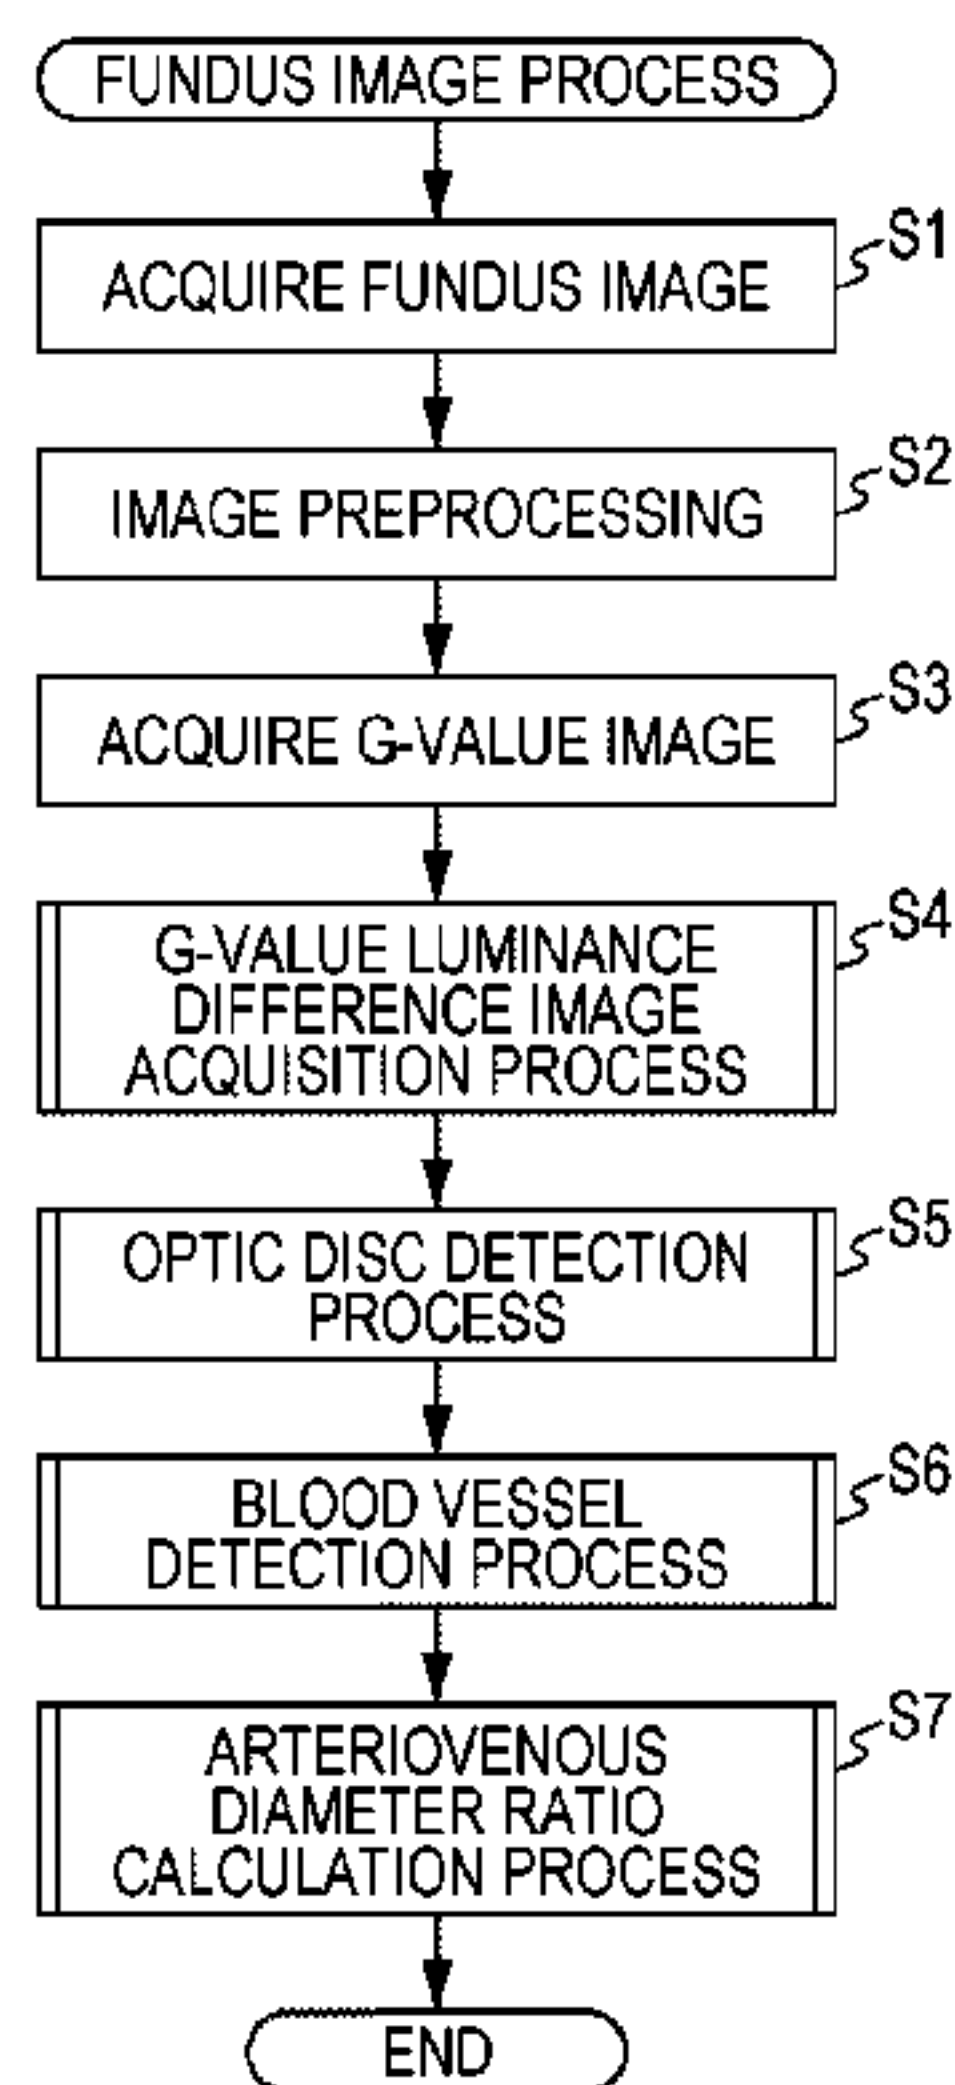 FUNDUS IMAGE PROCESS
S1
ACQUIRE FUNDUS IMAGE
S2
IMAGE PREPROCESSING
S3
ACQUIRE G-VALUE IMAGE
S4
G-VALUE LUMINANCE
DIFFERENCE IMAGE
ACQUISITION PROCESS
S5
OPTIC DISC DETECTION
PROCESS
S6
BLOOD VESSEL
DETECTION PROCESS
S7
ARTERIOVENOUS
DIAMETER RATIO
CALCULATION PROCESS
END